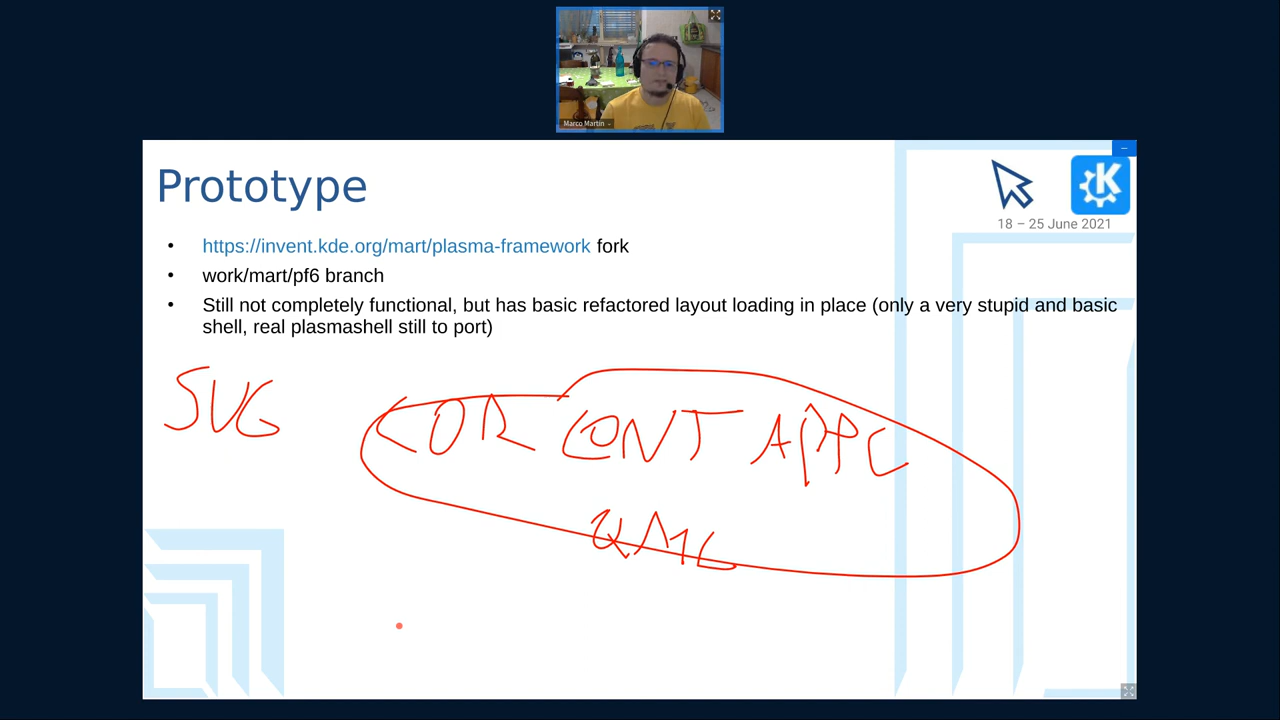 Marco Martin
Prototype
18 – 25 June 2021
• https://invent.kde.org/mart/plasma-framework fork
• work/mart/pf6 branch
• Still not completely functional, but has basic refactored layout loading in place (only a very stupid and basic
shell, real plasmashell still to port)
SVG
COR CONT APPL
QML